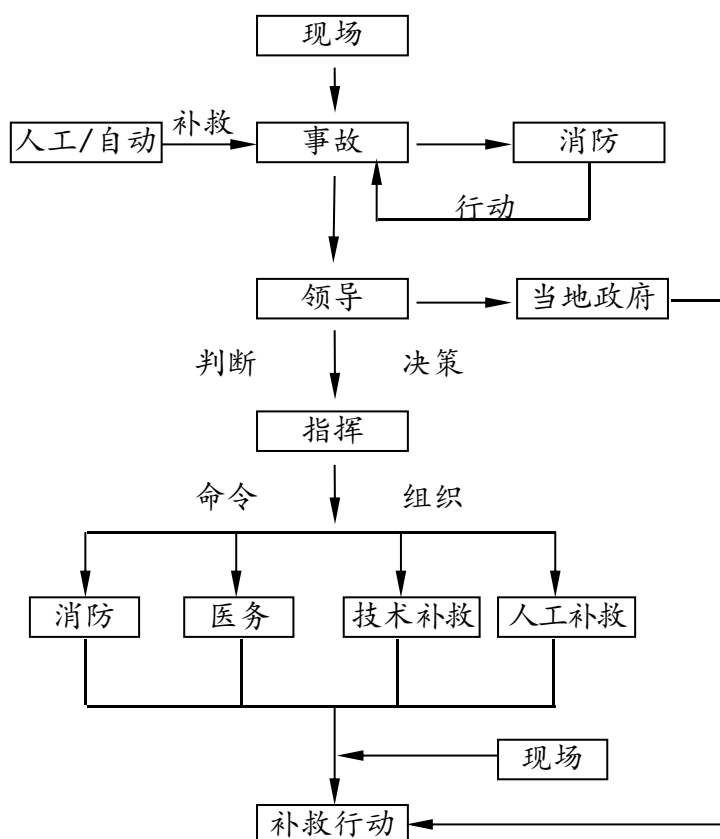 现场
人工/自动
补救
事故
消防
行动
领导
当地政府
判断
决策
指挥
命令
组织
消防
医务
技术补救
人工补救
现场
补救行动